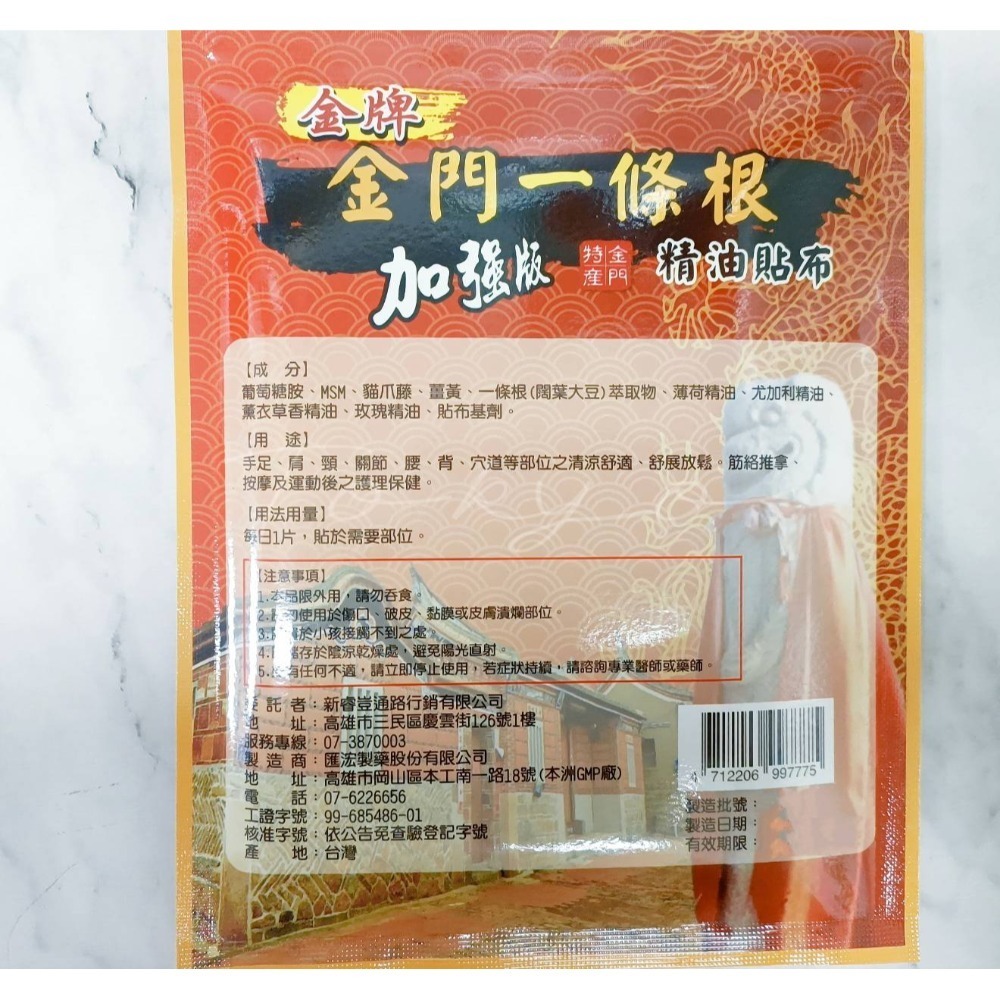 金牌
金門一條根
加强版 金門特產 精油貼布
【成 分】
葡萄糖胺、MSM、貓爪藤、薑黃、一條根(闊葉大豆)萃取物、薄荷精油、尤加利精油、
薰衣草香精油、玫瑰精油、貼布基劑。
【用 途】
手足、肩、頸、關節、腰、背、穴道等部位之清涼舒適、舒展放鬆。筋絡推拿、
按摩及運動後之護理保健。
【用法用量】
每日1片，貼於需要部位。
【注意事項】
1.本品限外用，請勿吞食。
2.請勿使用於傷口、破皮、黏膜或皮膚潰爛部位。
3.於小孩接觸不到之處。
4.儲存於陰涼乾燥處，避免陽光直射。
5.有任何不適，請立即停止使用，若症狀持續，請諮詢專業醫師或藥師。
委託者：新睿豈通路行銷有限公司
地 址：高雄市三民區慶雲街126號1樓
服務專線：07-3870003
製造商：匯浤製藥股份有限公司
地 址：高雄市岡山區本工南一路18號(本洲GMP廠)
電 話：07-6226656
工證字號：99-685486-01
核准字號：依公告免查驗登記字號
產 地：台灣
4 712206 997775
製造批號：
製造日期：
有效期限：